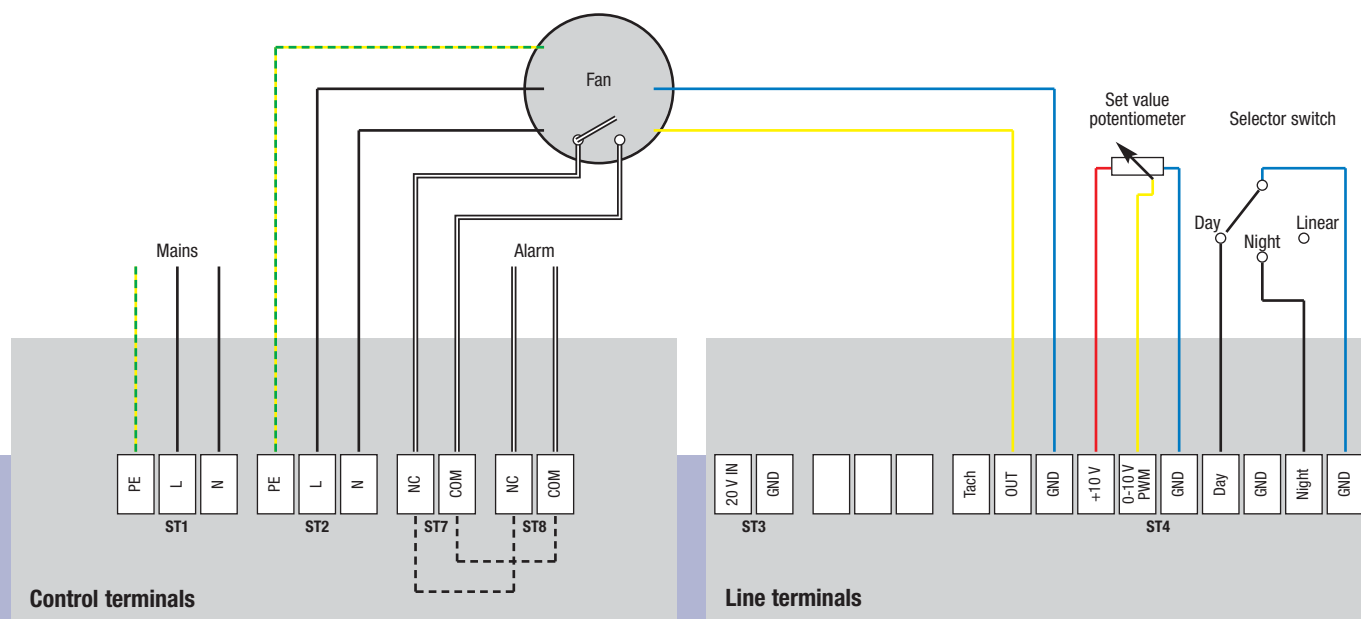 Fan
Set value
potentiometer
Selector switch
Day
Night
Linear
Mains
Alarm
PE
L
N
PE
L
N
NC
COM
NC
COM
20 V IN
GND
Tach
OUT
GND
+10 V
0-10 V
PWM
GND
Day
GND
Night
GND
ST1
ST2
ST7
ST8
ST3
ST4
Control terminals
Line terminals